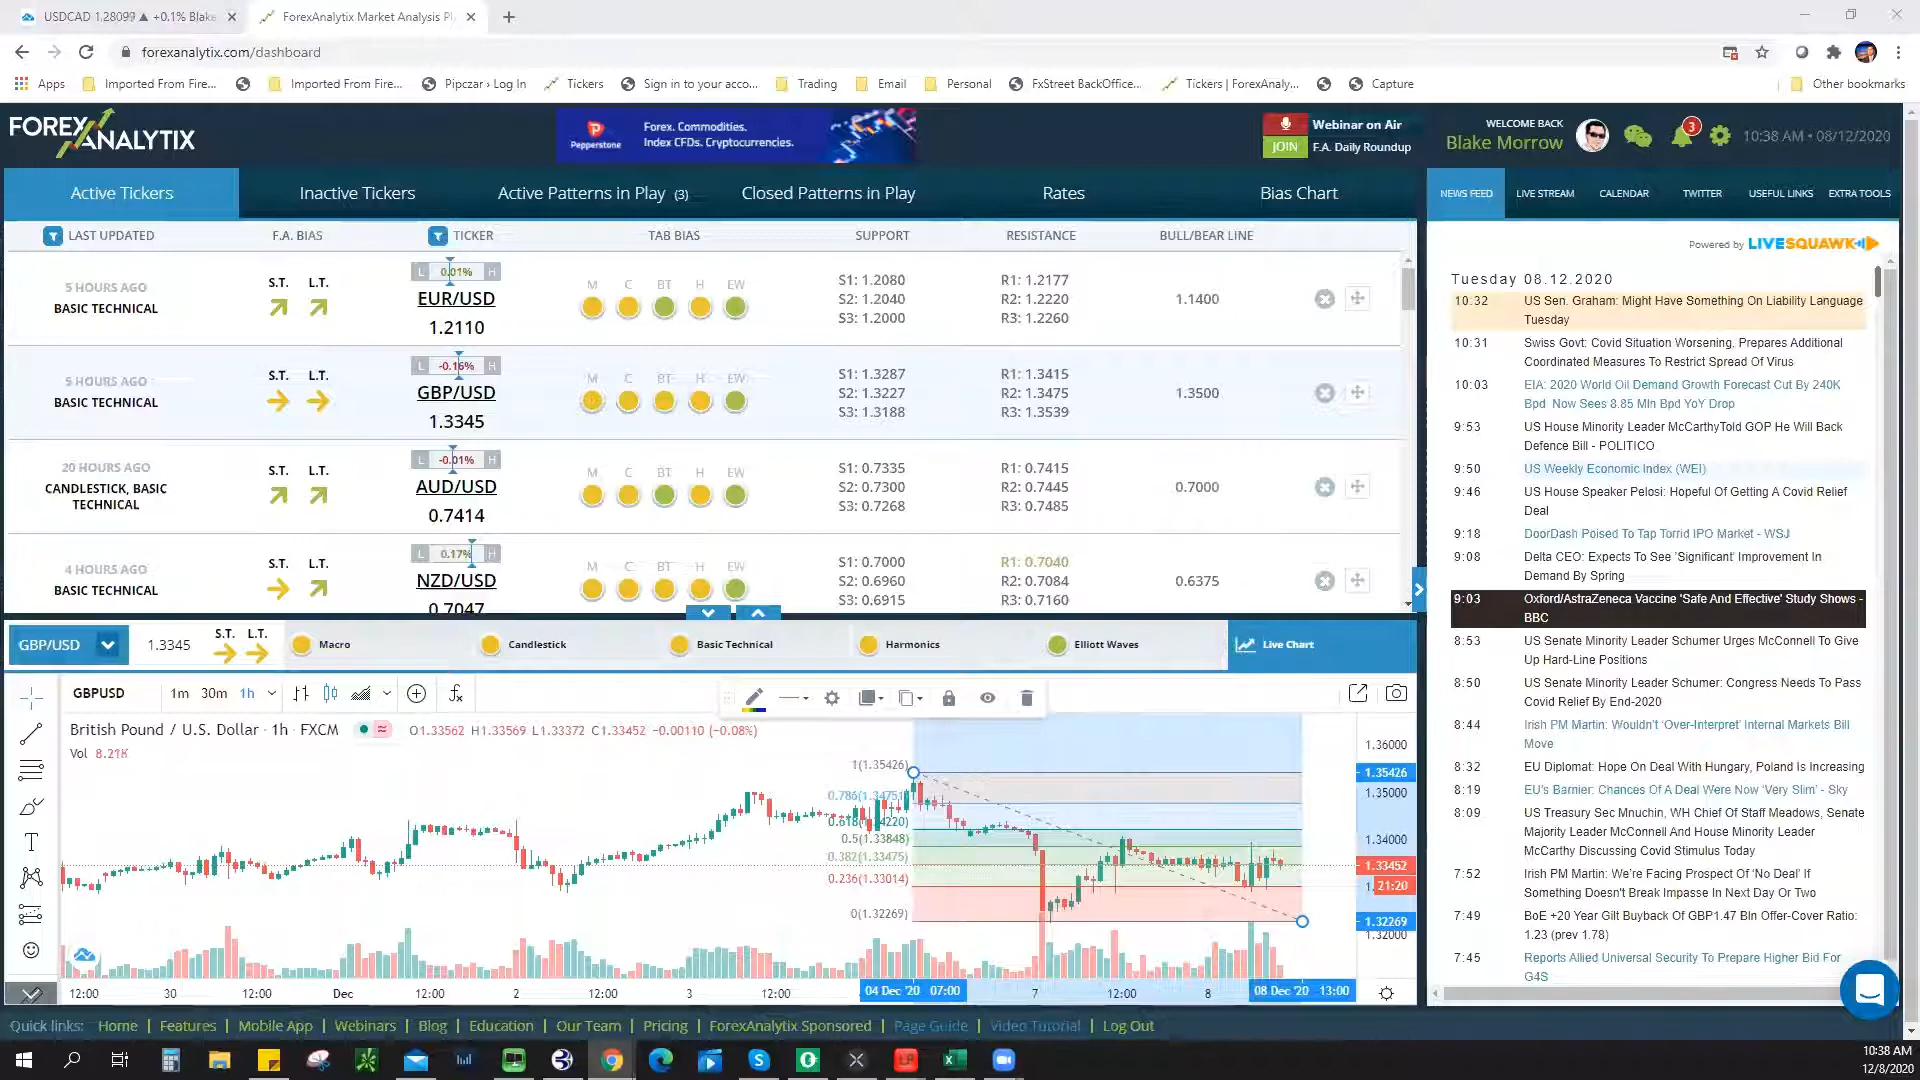 USDCAD 1.28099 ▲ +0.1% Blake
ForexAnalytix Market Analysis Pl
forexanalytix.com/dashboard
Apps
Imported From Fire...
Imported From Fire...
Pipczar › Log In
Tickers
Sign in to your acco...
Trading
Email
Personal
FxStreet BackOffice...
Tickers | ForexAnaly...
Capture
Other bookmarks
FOREXANALYTIX
Pepperstone
Forex. Commodities.
Index CFDs. Cryptocurrencies.
JOIN
Webinar on Air
F.A. Daily Roundup
WELCOME BACK
Blake Morrow
3
10:38 AM • 08/12/2020
Active Tickers
Inactive Tickers
Active Patterns in Play (3)
Closed Patterns in Play
Rates
Bias Chart
NEWS FEED
LIVE STREAM
CALENDAR
TWITTER
USEFUL LINKS
EXTRA TOOLS
LAST UPDATED
F.A. BIAS
TICKER
TAB BIAS
SUPPORT
RESISTANCE
BULL/BEAR LINE
5 HOURS AGO
BASIC TECHNICAL
S.T. L.T.
L 0.01% H
EUR/USD
1.2110
M C BT H EW
S1: 1.2080
S2: 1.2040
S3: 1.2000
R1: 1.2177
R2: 1.2220
R3: 1.2260
1.1400
5 HOURS AGO
BASIC TECHNICAL
S.T. L.T.
L -0.16% H
GBP/USD
1.3345
M C BT H EW
S1: 1.3287
S2: 1.3227
S3: 1.3188
R1: 1.3415
R2: 1.3475
R3: 1.3539
1.3500
20 HOURS AGO
CANDLESTICK, BASIC
TECHNICAL
S.T. L.T.
L -0.01% H
AUD/USD
0.7414
M C BT H EW
S1: 0.7335
S2: 0.7300
S3: 0.7268
R1: 0.7415
R2: 0.7445
R3: 0.7485
0.7000
4 HOURS AGO
BASIC TECHNICAL
S.T. L.T.
L 0.17% H
NZD/USD
0.7047
M C BT H EW
S1: 0.7000
S2: 0.6960
S3: 0.6915
R1: 0.7040
R2: 0.7084
R3: 0.7160
0.6375
GBP/USD
1.3345
S.T. L.T.
Macro
Candlestick
Basic Technical
Harmonics
Elliott Waves
Live Chart
GBPUSD
1m 30m 1h
British Pound / U.S. Dollar · 1h · FXCM
O1.33562 H1.33569 L1.33372 C1.33452 −0.00110 (−0.08%)
Vol 8.21K
1(1.35426)
0.786(1.34751)
0.618(1.34220)
0.5(1.33848)
0.382(1.33475)
0.236(1.33014)
0(1.32269)
1.36000
1.35426
1.35000
1.34000
1.33452
21:20
1.32269
1.32000
12:00
30
12:00
Dec
12:00
2
12:00
3
12:00
04 Dec '20 07:00
7
12:00
8
08 Dec '20 13:00
Powered by LIVESQUAWK
Tuesday 08.12.2020
10:32 US Sen. Graham: Might Have Something On Liability Language
Tuesday
10:31 Swiss Govt: Covid Situation Worsening, Prepares Additional
Coordinated Measures To Restrict Spread Of Virus
10:03 EIA: 2020 World Oil Demand Growth Forecast Cut By 240K
Bpd Now Sees 8.85 Mln Bpd YoY Drop
9:53 US House Minority Leader McCarthyTold GOP He Will Back
Defence Bill - POLITICO
9:50 US Weekly Economic Index (WEI)
9:46 US House Speaker Pelosi: Hopeful Of Getting A Covid Relief
Deal
9:18 DoorDash Poised To Tap Torrid IPO Market - WSJ
9:08 Delta CEO: Expects To See 'Significant' Improvement In
Demand By Spring
9:03 Oxford/AstraZeneca Vaccine 'Safe And Effective' Study Shows -
BBC
8:53 US Senate Minority Leader Schumer Urges McConnell To Give
Up Hard-Line Positions
8:50 US Senate Minority Leader Schumer: Congress Needs To Pass
Covid Relief By End-2020
8:44 Irish PM Martin: Wouldn't 'Over-Interpret' Internal Markets Bill
Move
8:32 EU Diplomat: Hope On Deal With Hungary, Poland Is Increasing
8:19 EU's Barnier: Chances Of A Deal Were Now 'Very Slim' - Sky
8:09 US Treasury Sec Mnuchin, WH Chief Of Staff Meadows, Senate
Majority Leader McConnell And House Minority Leader
McCarthy Discussing Covid Stimulus Today
7:52 Irish PM Martin: We're Facing Prospect Of 'No Deal' If
Something Doesn't Break Impasse In Next Day Or Two
7:49 BoE +20 Year Gilt Buyback Of GBP1.47 Bln Offer-Cover Ratio:
1.23 (prev 1.78)
7:45 Reports Allied Universal Security To Prepare Higher Bid For
G4S
Quick links: Home | Features | Mobile App | Webinars | Blog | Education | Our Team | Pricing | ForexAnalytix Sponsored | Page Guide | Video Tutorial | Log Out
10:38 AM
12/8/2020